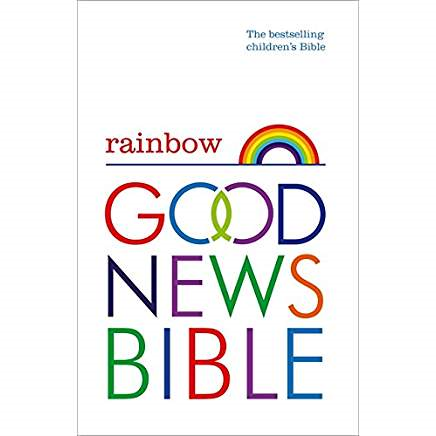 The bestselling
children's Bible
rainbow
GOOD
NEWS
BIBLE